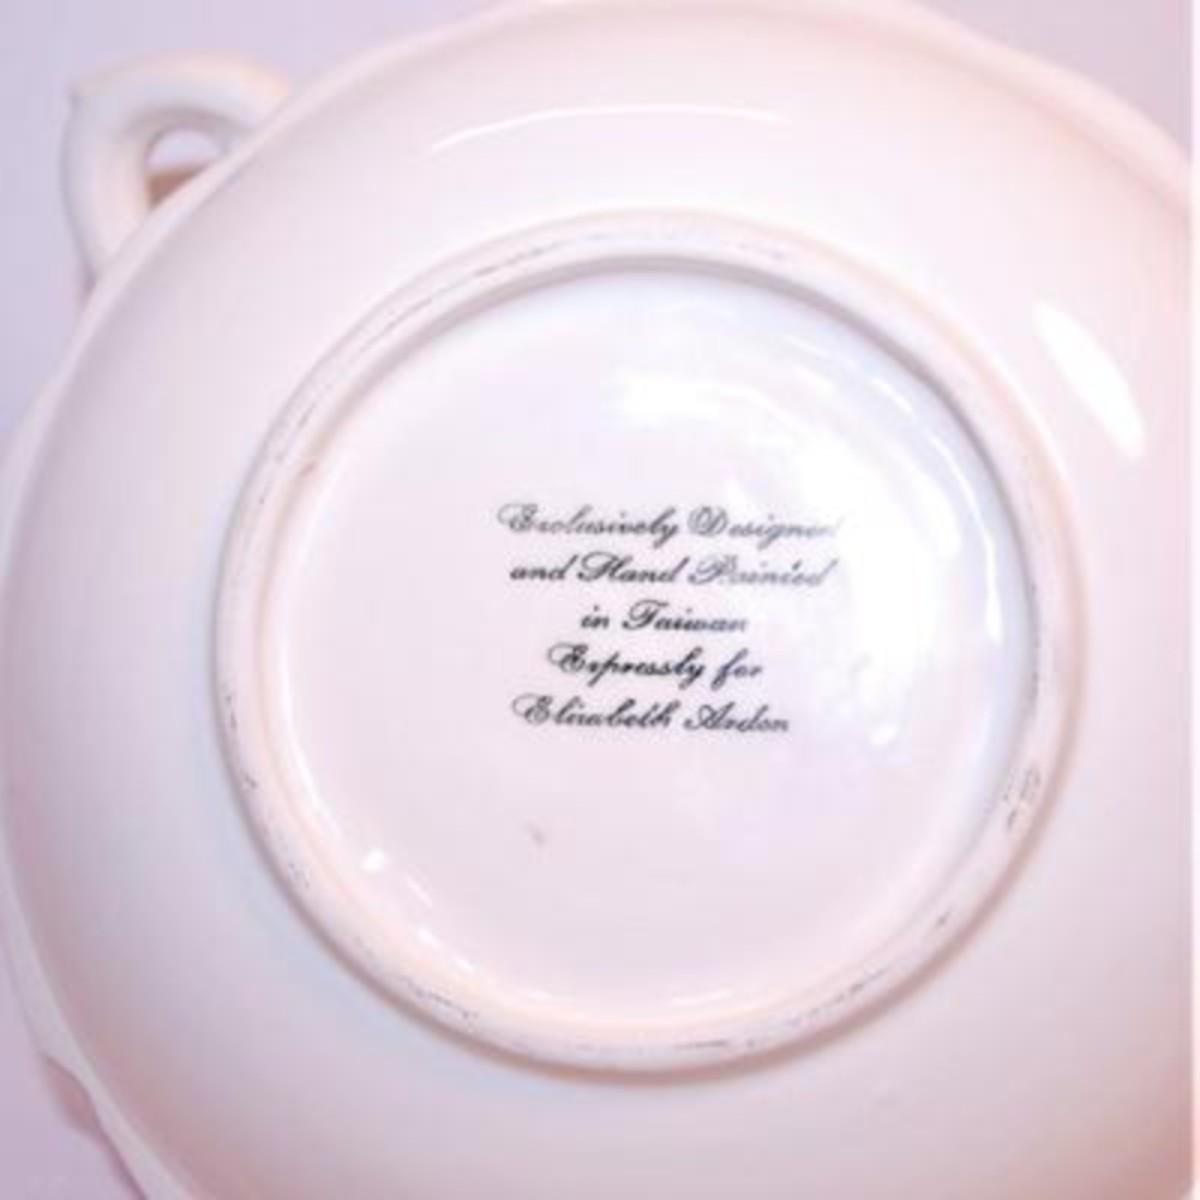 Exclusively Designed
and Hand Painted
in Taiwan
Expressly for
Elizabeth Arden